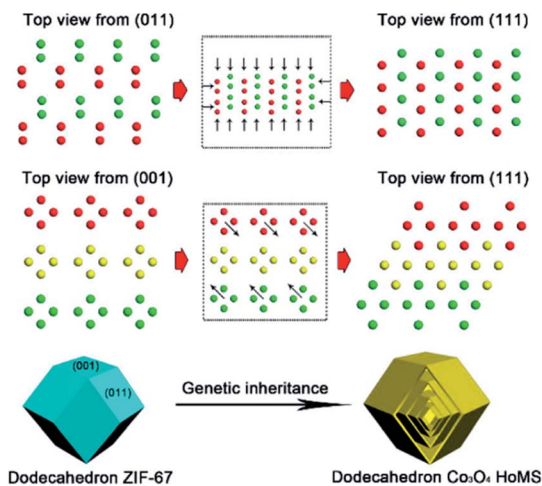 Top view from (011)
Top view from (111)
Top view from (001)
Top view from (111)
(001)
(011)
Genetic inheritance
Dodecahedron ZIF-67
Dodecahedron Co₃O₄ HoMS